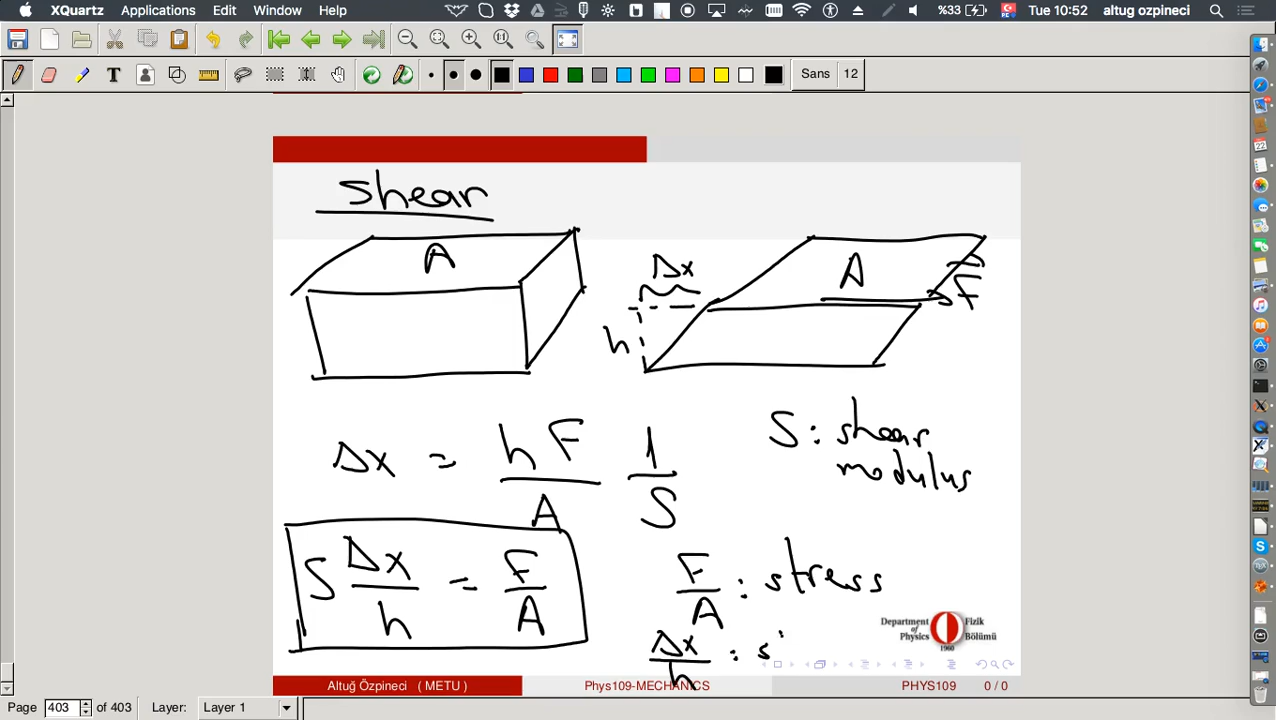 XQuartz Applications Edit Window Help %33 Tue 10:52 altug ozpineci
Sans 12
shear
A
Δx
A
F
h
Δx = hF/A 1/S
S : shear modulus
S Δx/h = F/A
F/A : stress
Δx/h : s
Department of Physics
Fizik Bölümü
1960
Altuğ Özpineci ( METU ) Phys109-MECHANICS PHYS109 0 / 0
Page 403 of 403 Layer: Layer 1